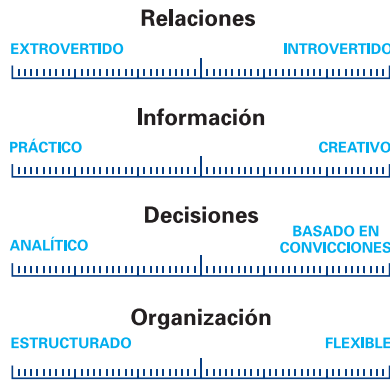 Relaciones
EXTROVERTIDO INTROVERTIDO
Información
PRÁCTICO CREATIVO
Decisiones
ANALÍTICO BASADO EN CONVICCIONES
Organización
ESTRUCTURADO FLEXIBLE